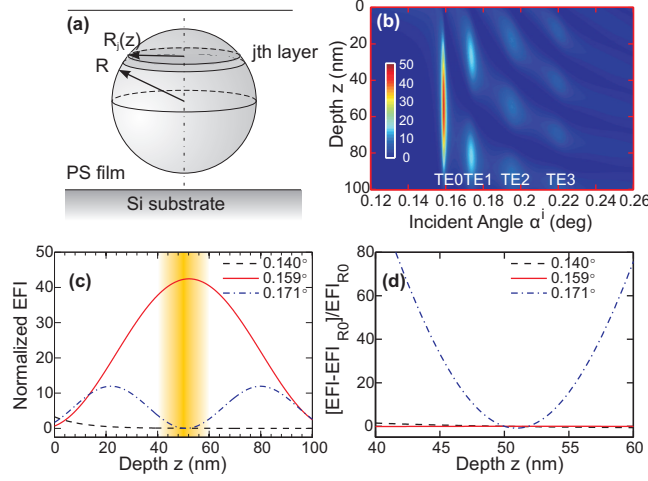 (a)
R_j(z)
jth layer
R
PS film
Si substrate
(b)
0
20
40
60
80
100
Depth z (nm)
50
40
30
20
10
0
TE0 TE1 TE2 TE3
0.12 0.14 0.16 0.18 0.2 0.22 0.24 0.26
Incident Angle α^i (deg)
(c)
50
40
30
20
10
0
Normalized EFI
0.140°
0.159°
0.171°
0 20 40 60 80 100
Depth z (nm)
(d)
80
60
40
20
0
[EFI-EFI_R0]/EFI_R0
0.140°
0.159°
0.171°
40 45 50 55 60
Depth z (nm)